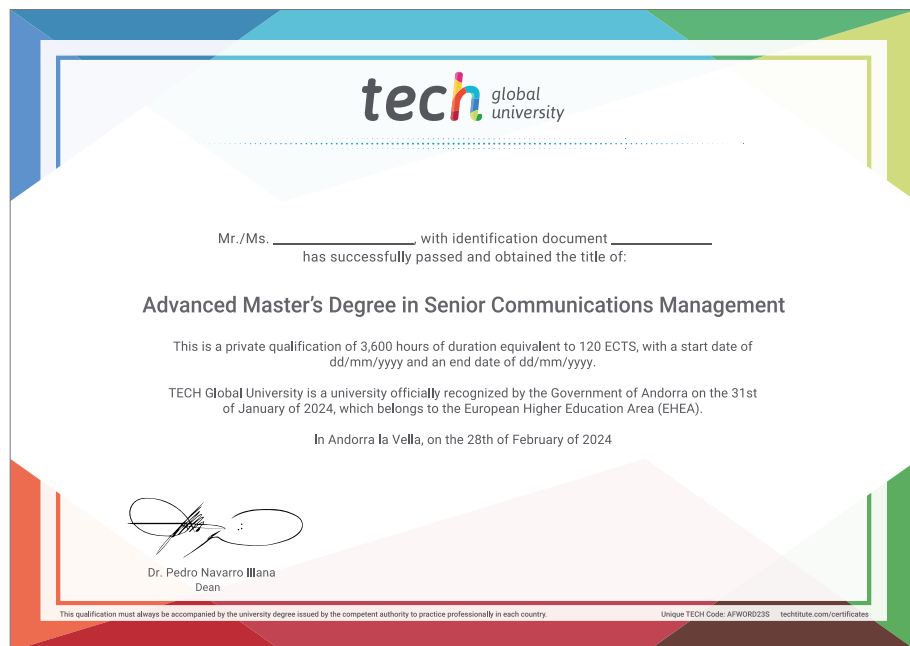 tech global
university
Mr./Ms. ____________, with identification document ____________
has successfully passed and obtained the title of:
Advanced Master's Degree in Senior Communications Management
This is a private qualification of 3,600 hours of duration equivalent to 120 ECTS, with a start date of
dd/mm/yyyy and an end date of dd/mm/yyyy.
TECH Global University is a university officially recognized by the Government of Andorra on the 31st
of January of 2024, which belongs to the European Higher Education Area (EHEA).
In Andorra la Vella, on the 28th of February of 2024
Dr. Pedro Navarro Illana
Dean
This qualification must always be accompanied by the university degree issued by the competent authority to practice professionally in each country.
Unique TECH Code: AFWORD23S techtitute.com/certificates